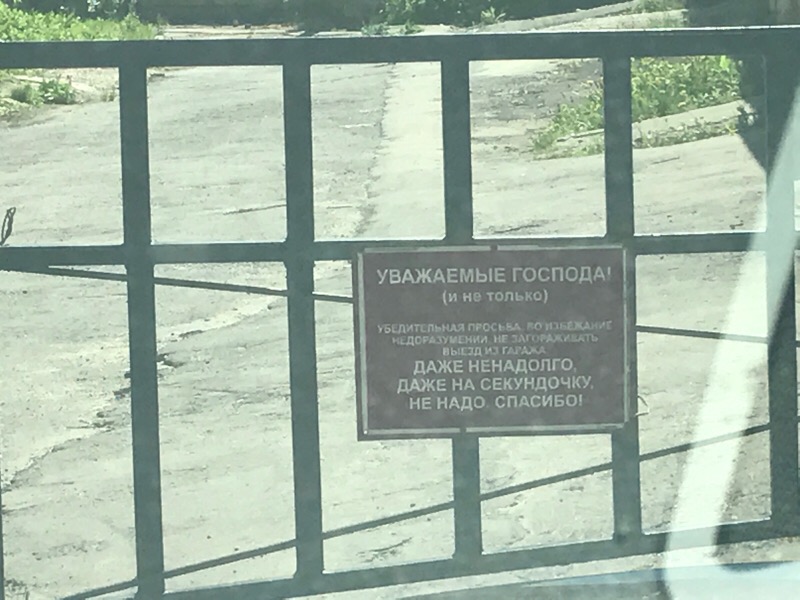 УВАЖАЕМЫЕ ГОСПОДА!
(и не только)
УБЕДИТЕЛЬНАЯ ПРОСЬБА, ВО ИЗБЕЖАНИЕ
НЕДОРАЗУМЕНИЙ, НЕ ЗАГОРАЖИВАТЬ
ВЫЕЗД ИЗ ГАРАЖА
ДАЖЕ НЕНАДОЛГО,
ДАЖЕ НА СЕКУНДОЧКУ,
НЕ НАДО. СПАСИБО!